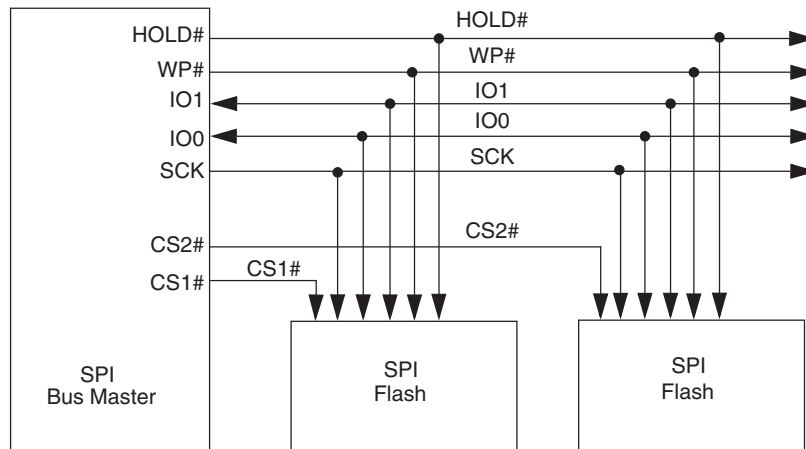 HOLD# HOLD#
WP# WP#
IO1 IO1
IO0 IO0
SCK SCK
CS2# CS2#
CS1# CS1#
SPI
Bus Master
SPI
Flash
SPI
Flash